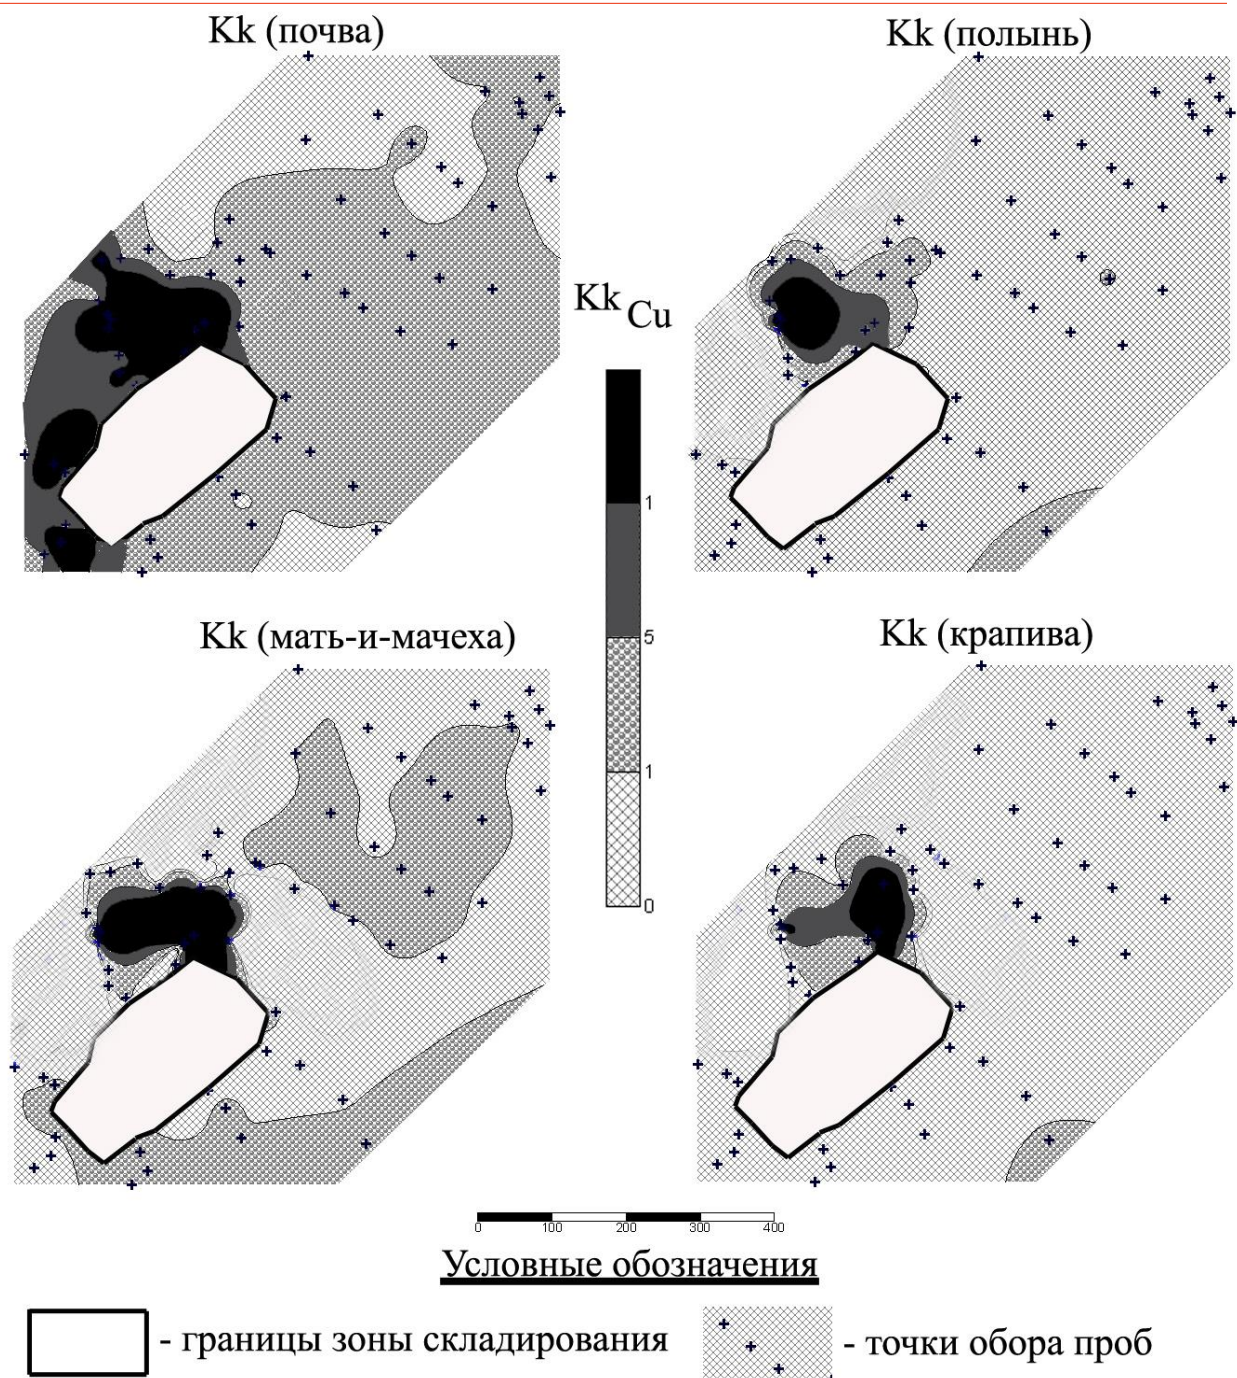 Kk (почва)
Kk (полынь)
Kk Cu
1
5
1
0
Kk (мать-и-мачеха)
Kk (крапива)
0 100 200 300 400
Условные обозначения
- границы зоны складирования
- точки обора проб